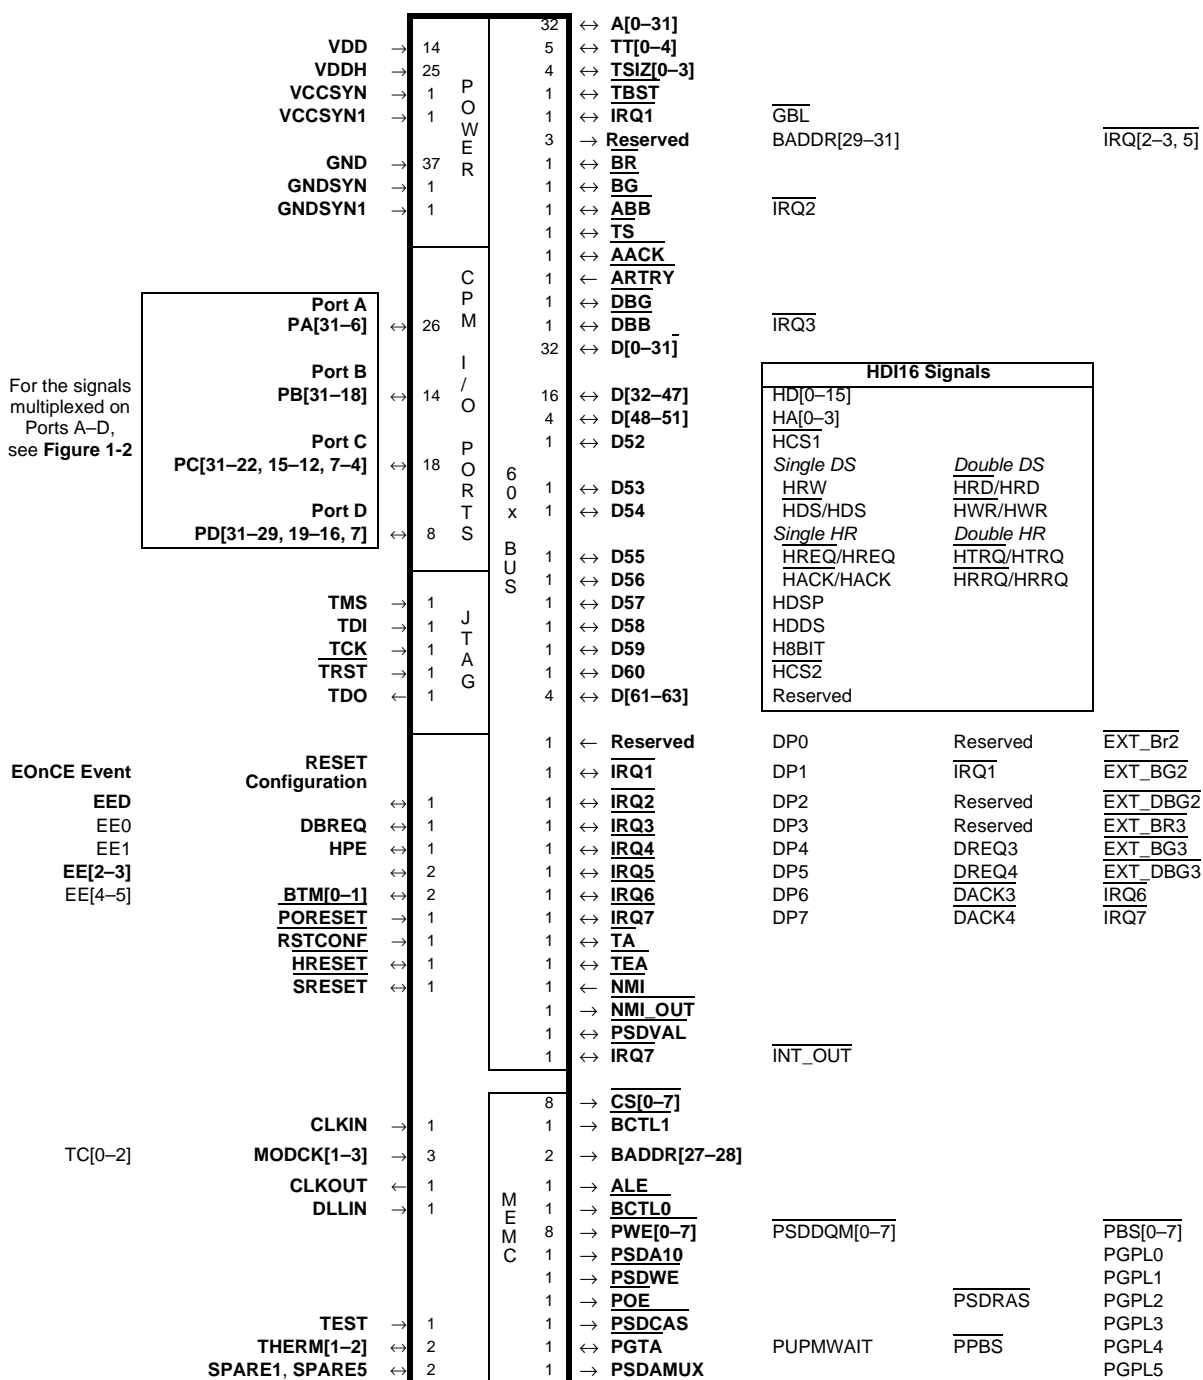 32 ↔ A[0–31]
VDD → 14 5 ↔ TT[0–4]
VDDH → 25 4 ↔ TSIZ[0–3]
VCCSYN → 1 1 ↔ TBST
VCCSYN1 → 1 1 ↔ IRQ1 GBL
3 → Reserved BADDR[29–31] IRQ[2–3, 5]
GND → 37 1 ↔ BR
GNDSYN → 1 1 ↔ BG
GNDSYN1 → 1 1 ↔ ABB IRQ2
POWER
1 ↔ TS
1 ↔ AACK
1 ← ARTRY
Port A 1 ↔ DBG
PA[31–6] ↔ 26 1 ↔ DBB IRQ3
32 ↔ D[0–31]
Port B HDI16 Signals
For the signals
multiplexed on
Ports A–D,
see Figure 1-2
PB[31–18] ↔ 14 16 ↔ D[32–47] HD[0–15]
4 ↔ D[48–51] HA[0–3]
Port C 1 ↔ D52 HCS1
PC[31–22, 15–12, 7–4] ↔ 18 Single DS Double DS
1 ↔ D53 HRW HRD/HRD
Port D 1 ↔ D54 HDS/HDS HWR/HWR
PD[31–29, 19–16, 7] ↔ 8 Single HR Double HR
CPM I/O PORTS
60x BUS
1 ↔ D55 HREQ/HREQ HTRQ/HTRQ
1 ↔ D56 HACK/HACK HRRQ/HRRQ
TMS → 1 1 ↔ D57 HDSP
TDI → 1 1 ↔ D58 HDDS
TCK → 1 1 ↔ D59 H8BIT
TRST → 1 1 ↔ D60 HCS2
TDO ← 1 4 ↔ D[61–63] Reserved
JTAG
1 ← Reserved DP0 Reserved EXT_Br2
EOnCE Event RESET Configuration 1 ↔ IRQ1 DP1 IRQ1 EXT_BG2
EED ↔ 1 1 ↔ IRQ2 DP2 Reserved EXT_DBG2
EE0 DBREQ ↔ 1 1 ↔ IRQ3 DP3 Reserved EXT_BR3
EE1 HPE ↔ 1 1 ↔ IRQ4 DP4 DREQ3 EXT_BG3
EE[2–3] ↔ 2 1 ↔ IRQ5 DP5 DREQ4 EXT_DBG3
EE[4–5] BTM[0–1] ↔ 2 1 ↔ IRQ6 DP6 DACK3 IRQ6
PORESET → 1 1 ↔ IRQ7 DP7 DACK4 IRQ7
RSTCONF → 1 1 ↔ TA
HRESET ↔ 1 1 ↔ TEA
SRESET ↔ 1 1 ← NMI
1 → NMI_OUT
1 ↔ PSDVAL
1 ↔ IRQ7 INT_OUT
8 → CS[0–7]
CLKIN → 1 1 → BCTL1
TC[0–2] MODCK[1–3] → 3 2 → BADDR[27–28]
CLKOUT ← 1 1 → ALE
DLLIN → 1 1 → BCTL0
MEMC
8 → PWE[0–7] PSDDQM[0–7] PBS[0–7]
1 → PSDA10 PGPL0
1 → PSDWE PGPL1
1 → POE PSDRAS PGPL2
TEST → 1 1 → PSDCAS PGPL3
THERM[1–2] ↔ 2 1 ↔ PGTA PUPMWAIT PPBS PGPL4
SPARE1, SPARE5 ↔ 2 1 → PSDAMUX PGPL5